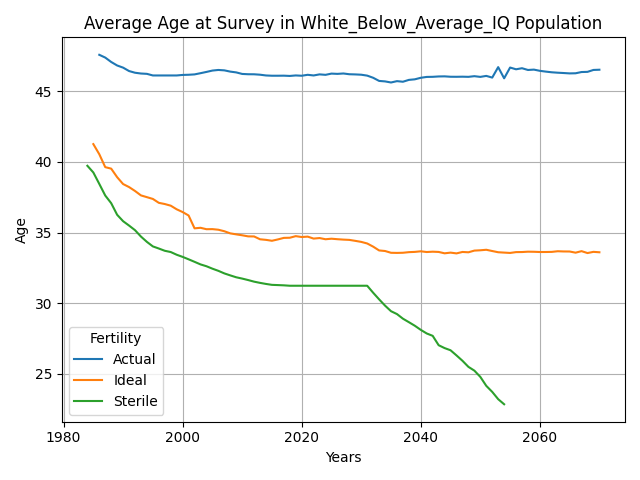 Average Age at Survey in White_Below_Average_IQ Population
Age
45
40
35
30
25
Fertility
Actual
Ideal
Sterile
1980
2000
2020
2040
2060
Years